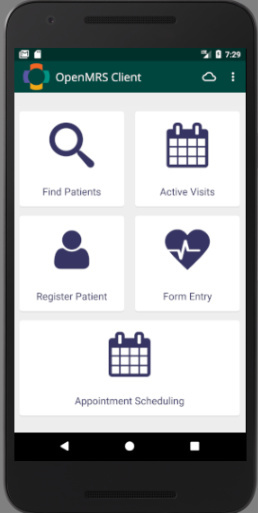 7:29
OpenMRS Client
Find Patients
Active Visits
Register Patient
Form Entry
Appointment Scheduling